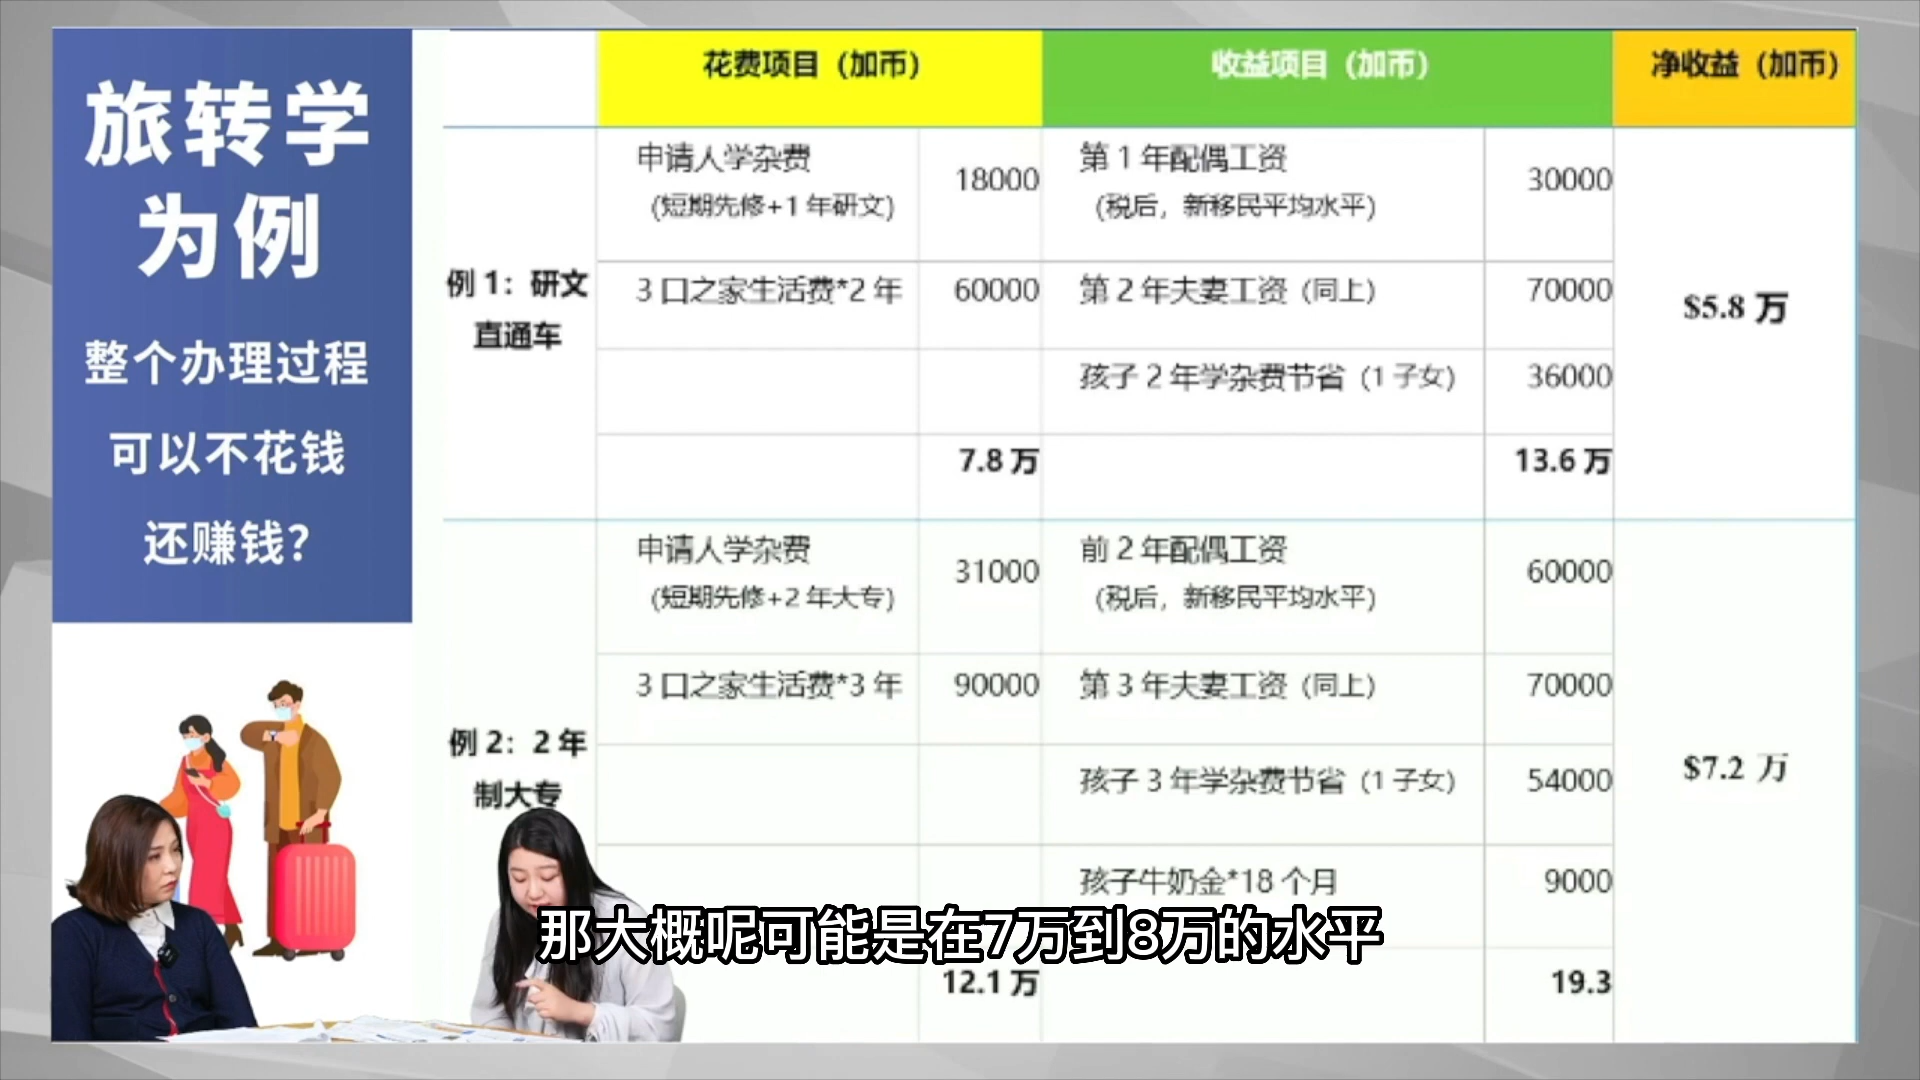 旅转学
为例
整个办理过程
可以不花钱
还赚钱？
花费项目（加币） 收益项目（加币） 净收益（加币）
例 1：研文
直通车
申请人学杂费
（短期先修+1 年研文）
18000
第 1 年配偶工资
（税后，新移民平均水平）
30000
3 口之家生活费*2 年 60000 第 2 年夫妻工资（同上） 70000
孩子 2 年学杂费节省（1 子女） 36000
7.8 万 13.6 万
$5.8 万
例 2：2 年
制大专
申请人学杂费
（短期先修+2 年大专）
31000
前 2 年配偶工资
（税后，新移民平均水平）
60000
3 口之家生活费*3 年 90000 第 3 年夫妻工资（同上） 70000
孩子 3 年学杂费节省（1 子女） 54000
孩子牛奶金*18 个月 9000
12.1 万 19.3
$7.2 万
那大概呢可能是在7万到8万的水平